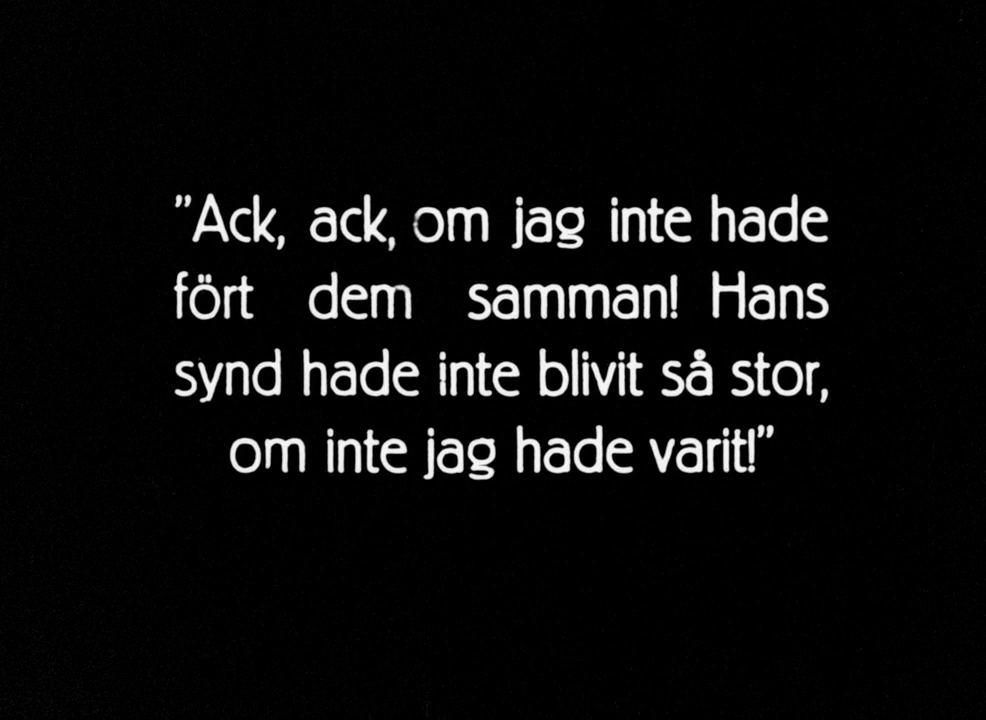 ”Ack, ack, om jag inte hade
fört dem samman! Hans
synd hade inte blivit så stor,
om inte jag hade varit!”